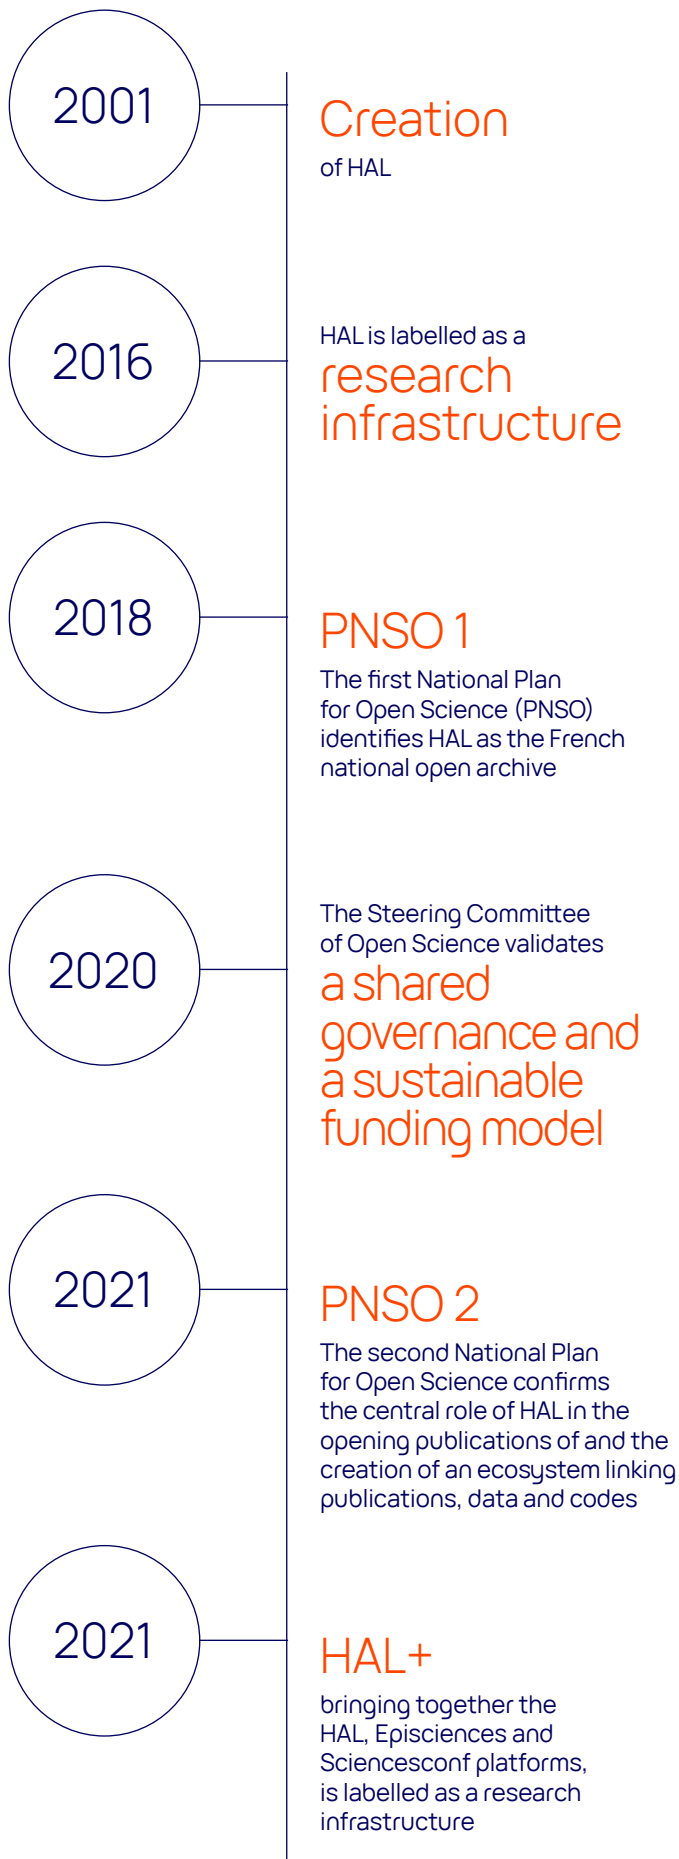 2001
Creation
of HAL
2016
HAL is labelled as a
research
infrastructure
2018
PNSO 1
The first National Plan
for Open Science (PNSO)
identifies HAL as the French
national open archive
2020
The Steering Committee
of Open Science validates
a shared
governance and
a sustainable
funding model
2021
PNSO 2
The second National Plan
for Open Science confirms
the central role of HAL in the
opening publications of and the
creation of an ecosystem linking
publications, data and codes
2021
HAL+
bringing together the
HAL, Episciences and
Sciencesconf platforms,
is labelled as a research
infrastructure